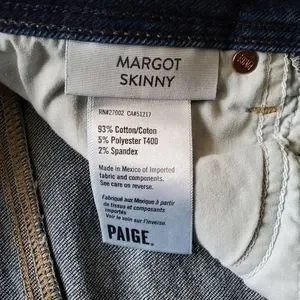 MARGOT
SKINNY
RN#27002 CA#51217
93% Cotton/Coton
5% Polyester T400
2% Spandex
Made in Mexico of Imported
fabric and components.
See care on reverse.
Fabriqué aux Mexique à partir
de tissus et composants
importés
Voir le soin sur l'inverse.
PAIGE